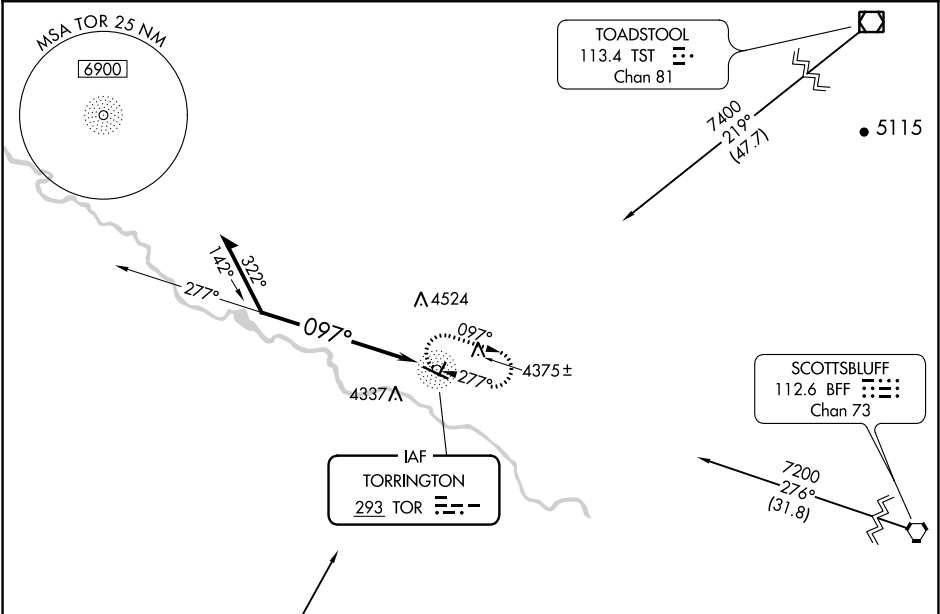 MSA TOR 25 NM
6900
TOADSTOOL
113.4 TST
Chan 81
7400
219°
(47.7)
5115
322°
142°
277°
097°
4524
097°
277°
4375±
4337
IAF
TORRINGTON
293 TOR
SCOTTSBLUFF
112.6 BFF
Chan 73
7200
276°
(31.8)